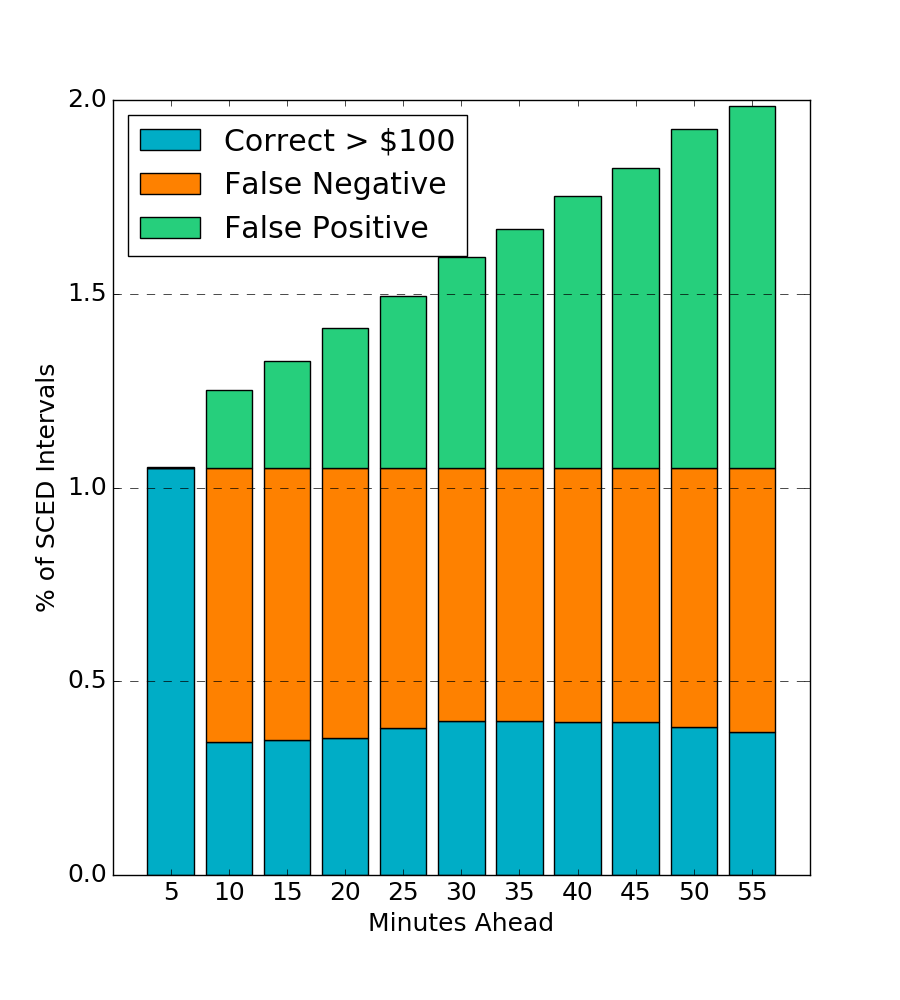 2.0
Correct > $100
False Negative
False Positive
1.5
% of SCED Intervals
1.0
0.5
0.0
5 10 15 20 25 30 35 40 45 50 55
Minutes Ahead